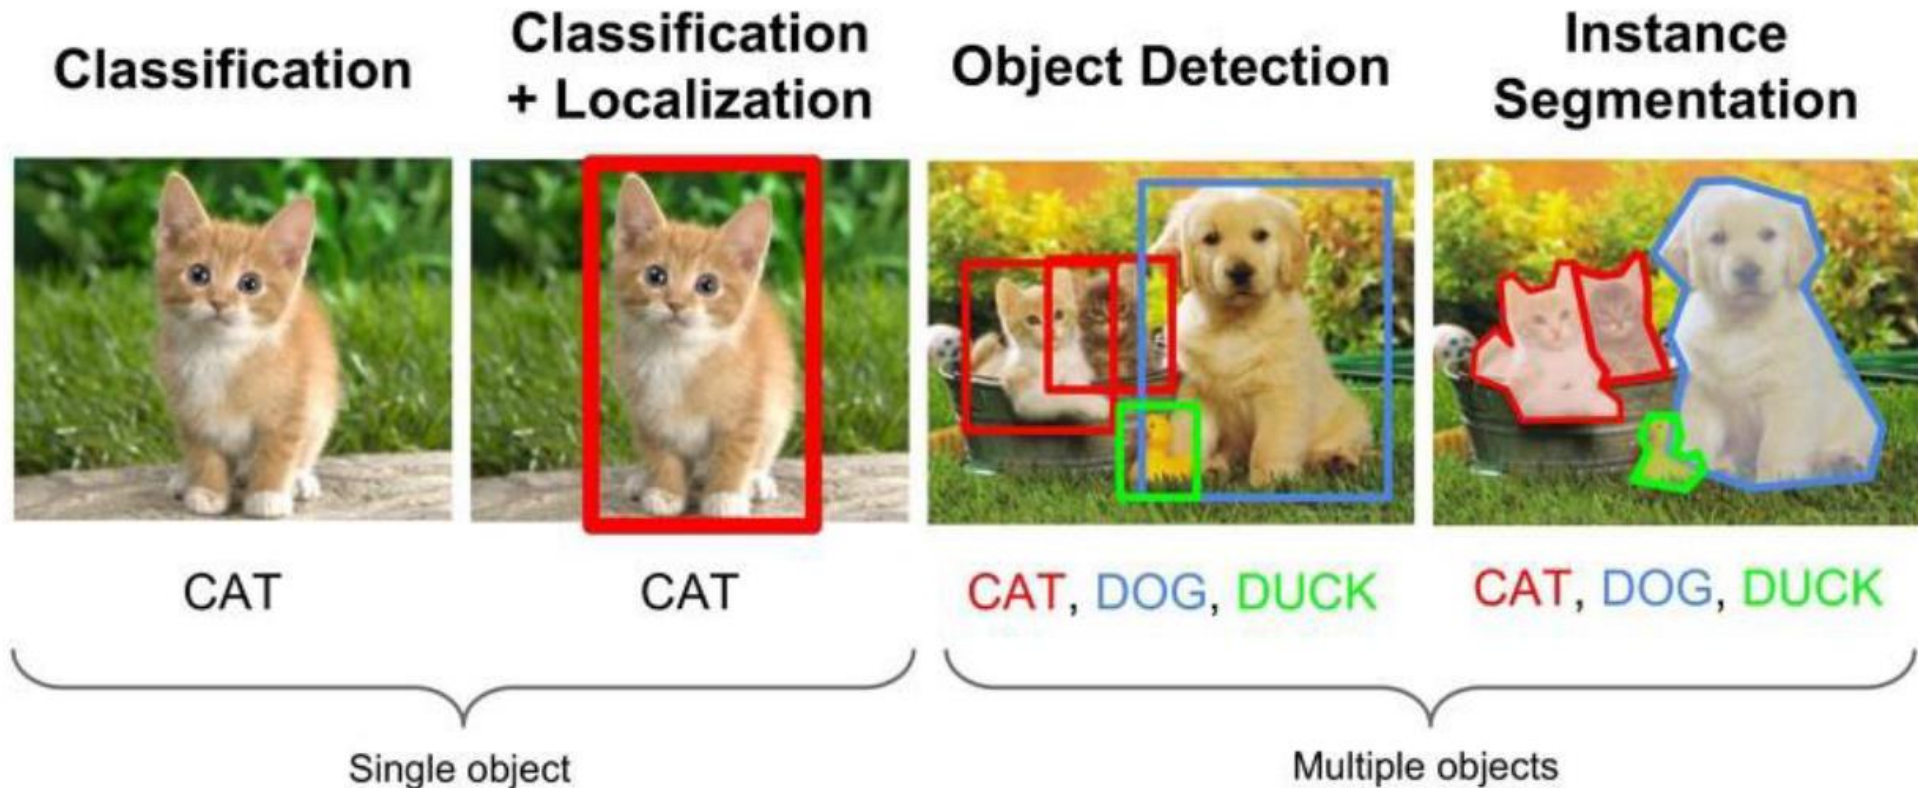 Classification
Classification
+ Localization
Object Detection
Instance
Segmentation
CAT
CAT
CAT, DOG, DUCK
CAT, DOG, DUCK
Single object
Multiple objects